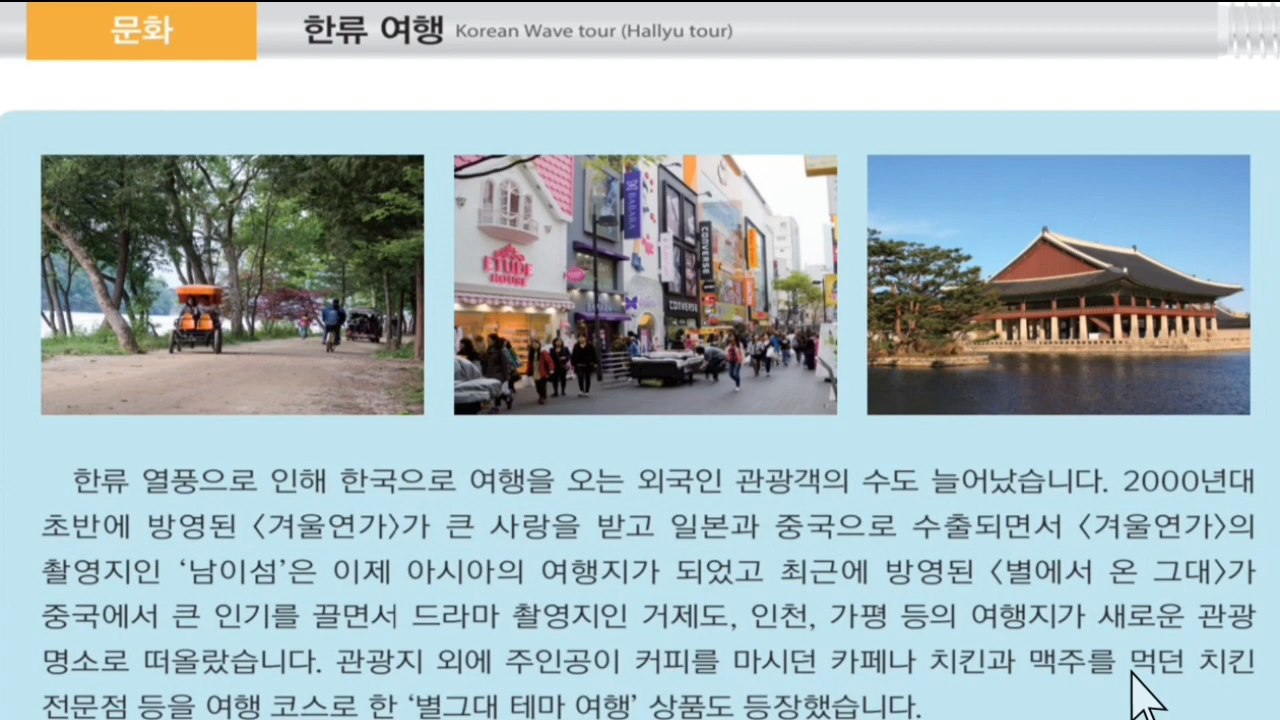 문화
한류 여행 Korean Wave tour (Hallyu tour)
ETUDE
HOUSE
BABARA
CONVERSE
CONVERSE
한류 열풍으로 인해 한국으로 여행을 오는 외국인 관광객의 수도 늘어났습니다. 2000년대
초반에 방영된 〈겨울연가〉가 큰 사랑을 받고 일본과 중국으로 수출되면서 〈겨울연가〉의
촬영지인 ‘남이섬’은 이제 아시아의 여행지가 되었고 최근에 방영된 〈별에서 온 그대〉가
중국에서 큰 인기를 끌면서 드라마 촬영지인 거제도, 인천, 가평 등의 여행지가 새로운 관광
명소로 떠올랐습니다. 관광지 외에 주인공이 커피를 마시던 카페나 치킨과 맥주를 먹던 치킨
전문점 등을 여행 코스로 한 ‘별그대 테마 여행’ 상품도 등장했습니다.